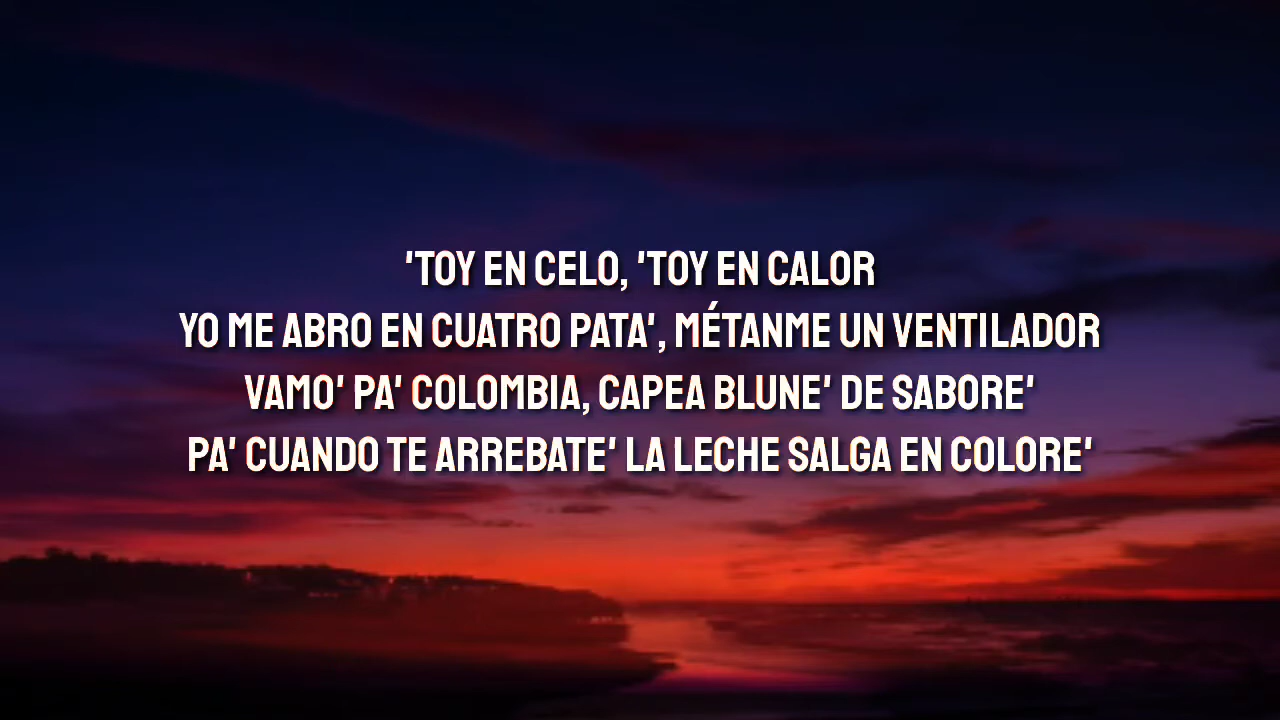 'TOY EN CELO, 'TOY EN CALOR
YO ME ABRO EN CUATRO PATA', MÉTANME UN VENTILADOR
VAMO' PA' COLOMBIA, CAPEA BLUNE' DE SABORE'
PA' CUANDO TE ARREBATE' LA LECHE SALGA EN COLORE'